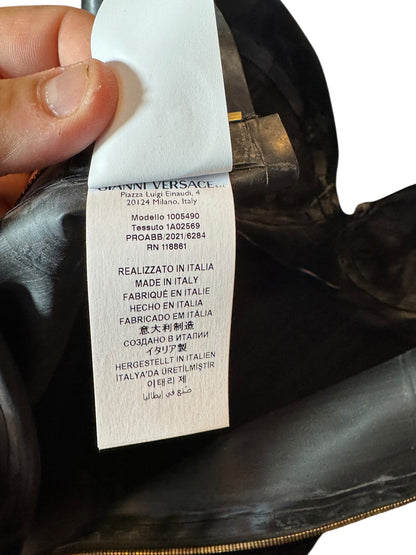 GIANNI VERSACE
Piazza Luigi Einaudi, 4
20124 Milano, Italy
Modello 1005490
Tessuto 1A02569
PROABB/2021/6284
RN 118861
REALIZZATO IN ITALIA
MADE IN ITALY
FABRIQUÉ EN ITALIE
HECHO EN ITALIA
FABRICADO EM ITÁLIA
意大利制造
СОЗДАНО В ИТАЛИИ
イタリア製
HERGESTELLT IN ITALIEN
İTALYA'DA ÜRETİLMİŞTİR
이태리 제
صنع في إيطاليا